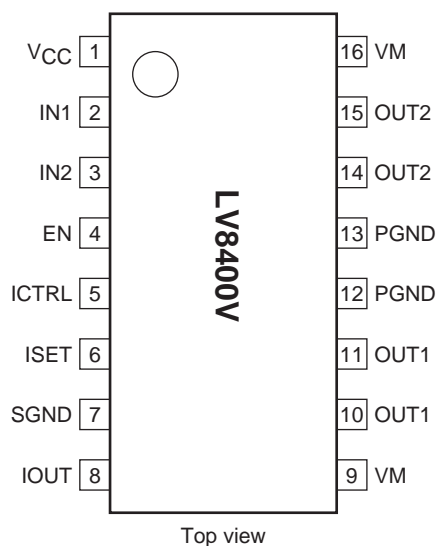 VCC 1 16 VM
IN1 2 15 OUT2
IN2 3 14 OUT2
EN 4 13 PGND
ICTRL 5 12 PGND
ISET 6 11 OUT1
SGND 7 10 OUT1
IOUT 8 9 VM
LV8400V
Top view